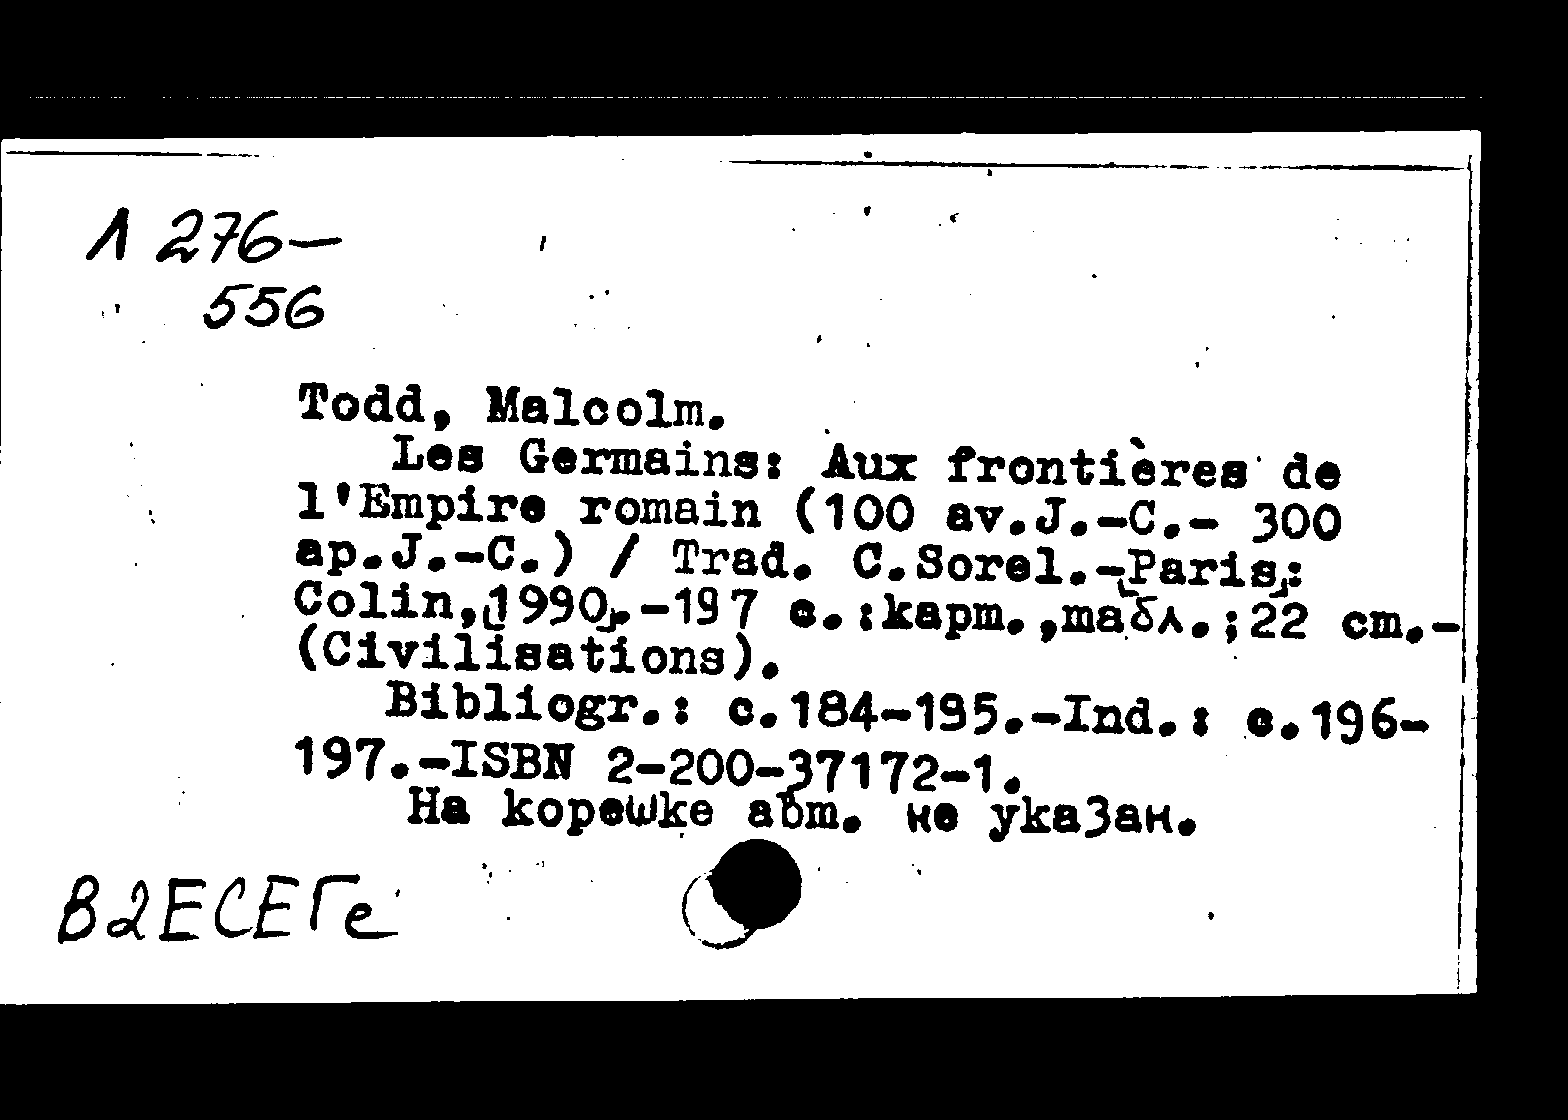 Л 276-
556
Todd, Malcolm.
Les Germains: Aux frontières de
l'Empire romain (100 av.J.-C.- 300
ap.J.-C.) / Trad. C.Sorel.-[Paris]:
Colin,[1990].-197 с.:карт.,табл.;22 cm.-
(Civilisations).
Bibliogr.: с.184-195.-Ind.: с.196-
197.-ISBN 2-200-37172-1.
На корешке авт. не указан.
В2ЕСЕГе